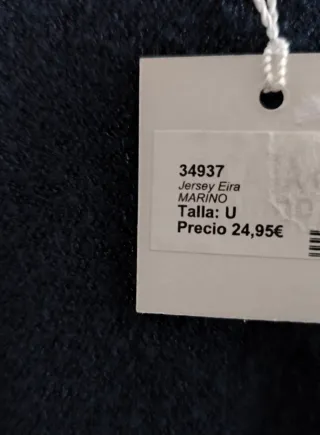 34937
Jersey Eira
MARINO
Talla: U
Precio 24,95€